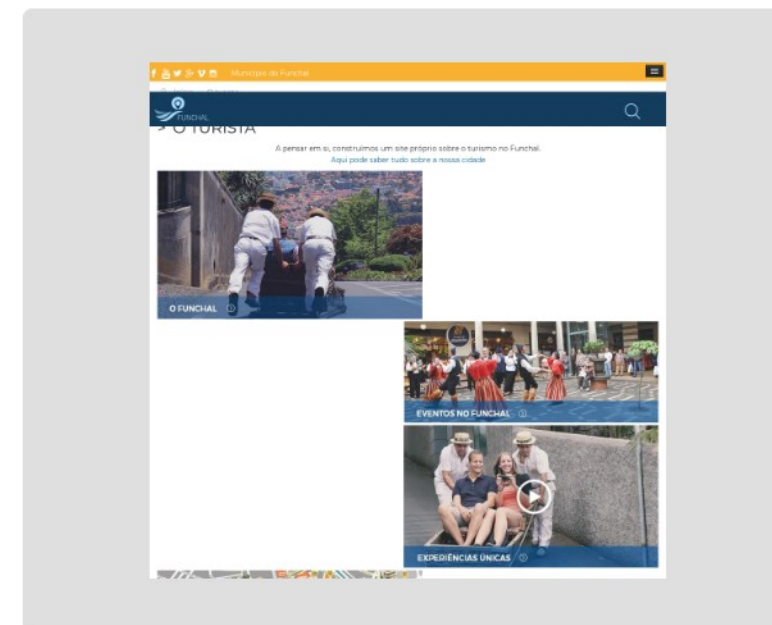 Município do Funchal
FUNCHAL
> O TURISTA
A pensar em si, construímos um site próprio sobre o turismo no Funchal.
Aqui pode saber tudo sobre a nossa cidade
O FUNCHAL
EVENTOS NO FUNCHAL
EXPERIÊNCIAS ÚNICAS